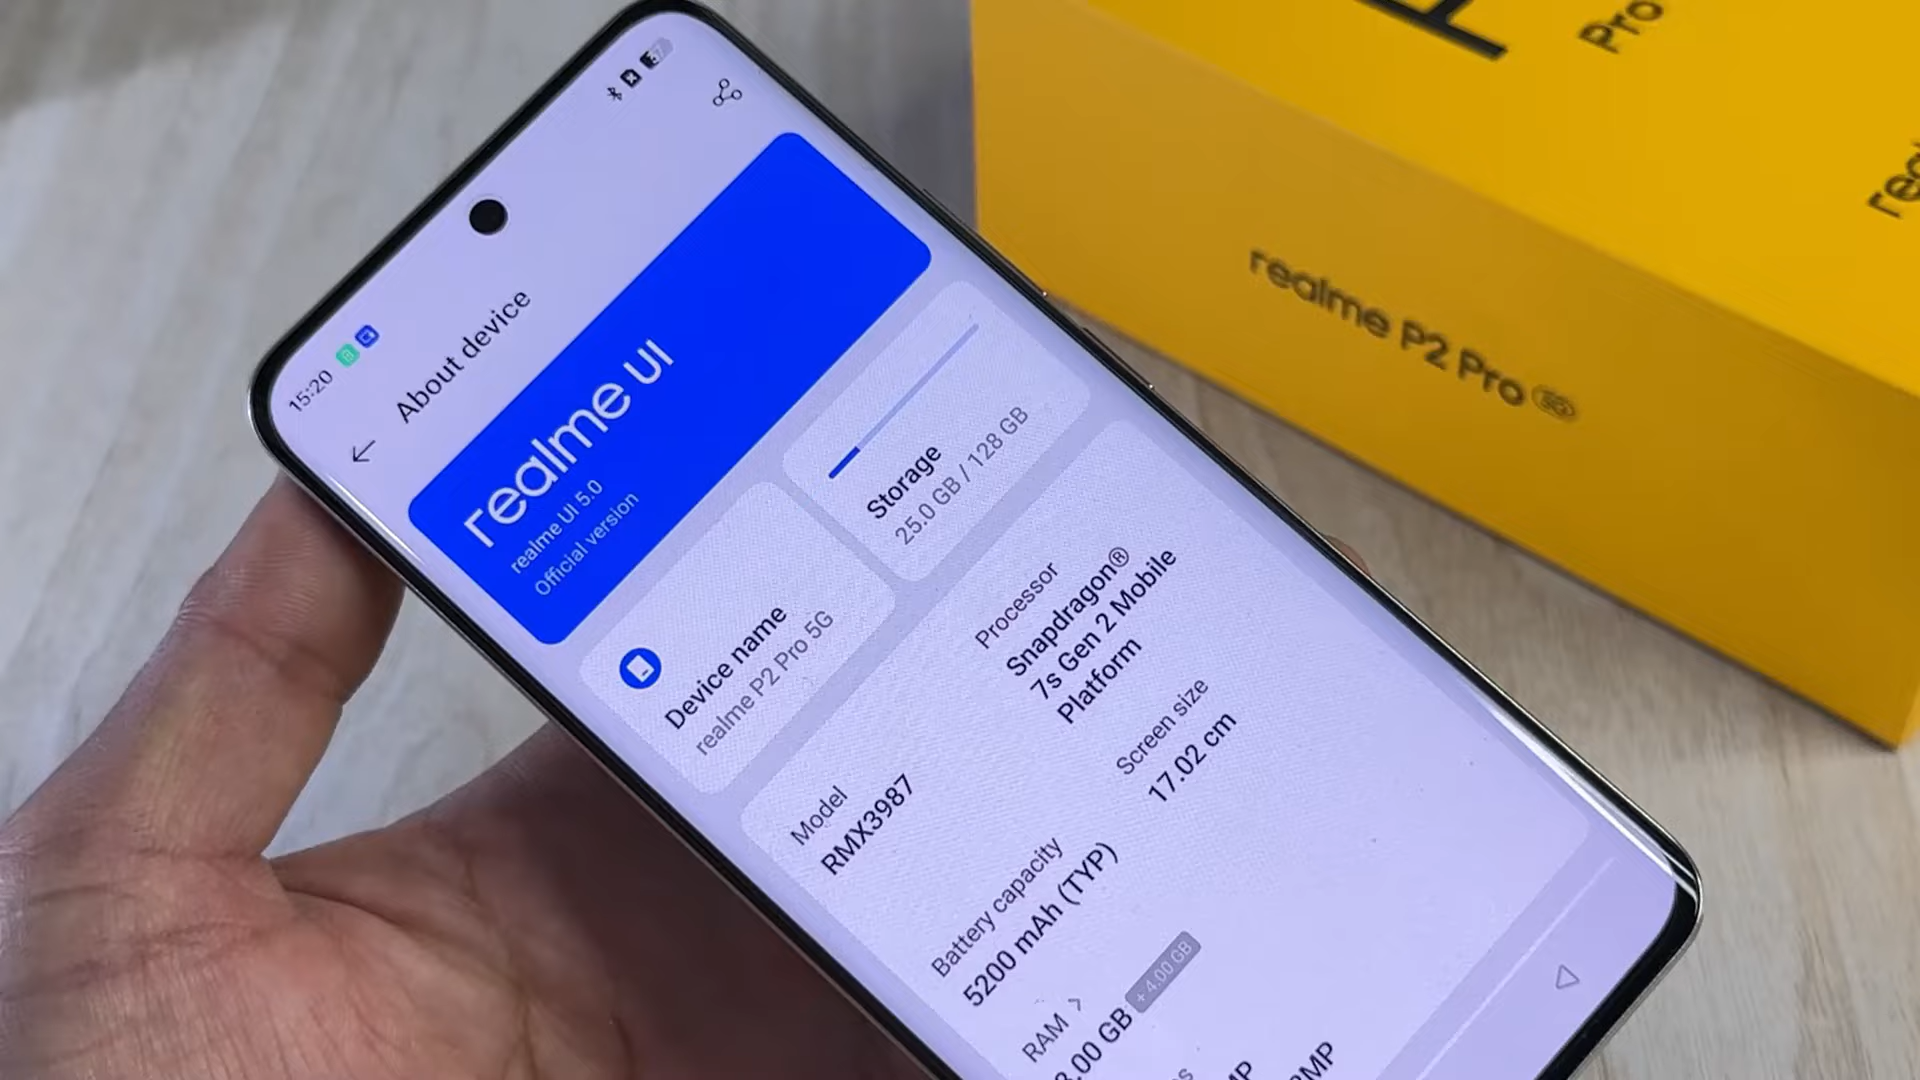 15:20
About device
realme UI
realme UI 5.0
Official version
Device name
realme P2 Pro 5G
Storage
25.0 GB / 128 GB
Model
RMX3987
Processor
Snapdragon®
7s Gen 2 Mobile
Platform
Battery capacity
5200 mAh (TYP)
Screen size
17.02 cm
RAM
+ 4.00 GB
realme P2 Pro 5G
Pro